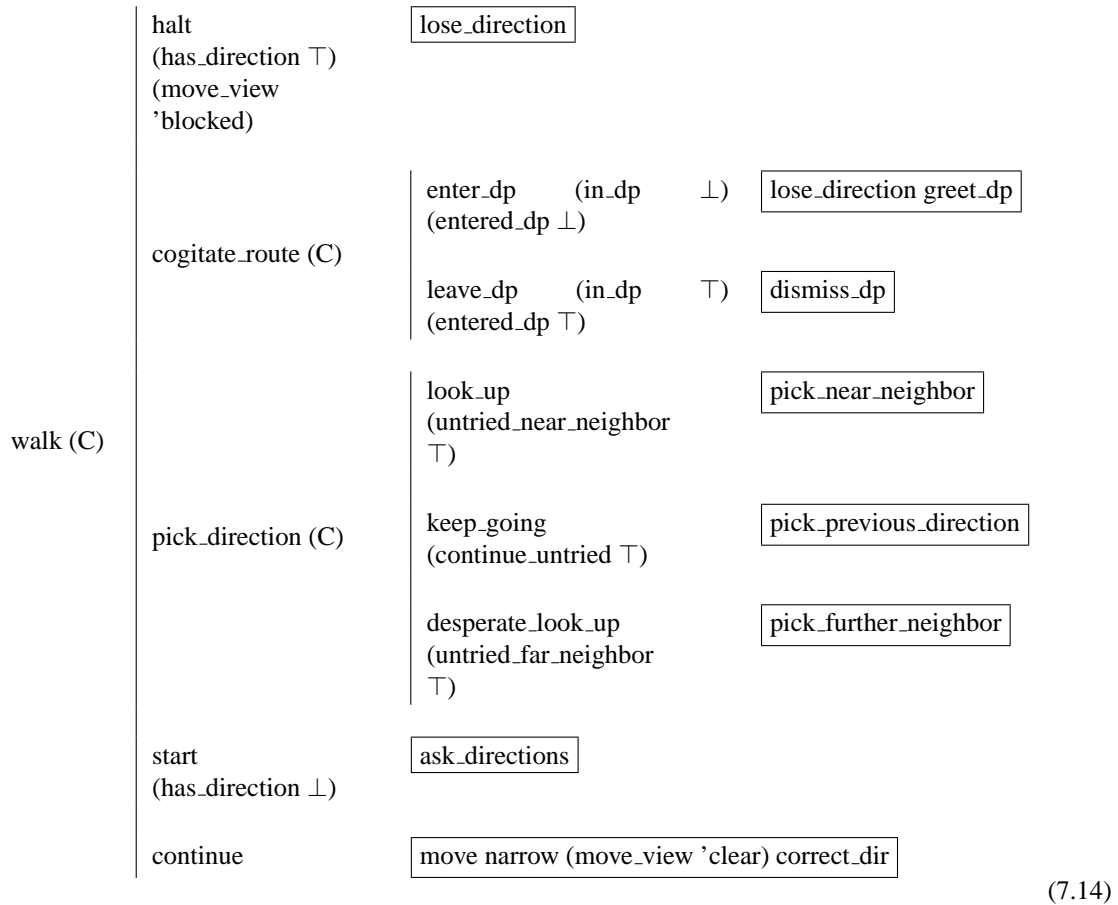 halt lose_direction
(has_direction ⊤)
(move_view
’blocked)
enter_dp (in_dp ⊥) lose_direction greet_dp
(entered_dp ⊥)
cogitate_route (C)
leave_dp (in_dp ⊤) dismiss_dp
(entered_dp ⊤)
look_up pick_near_neighbor
(untried_near_neighbor
⊤)
walk (C)
keep_going pick_previous_direction
pick_direction (C)
(continue_untried ⊤)
desperate_look_up pick_further_neighbor
(untried_far_neighbor
⊤)
start ask_directions
(has_direction ⊥)
continue move narrow (move_view ’clear) correct_dir
(7.14)